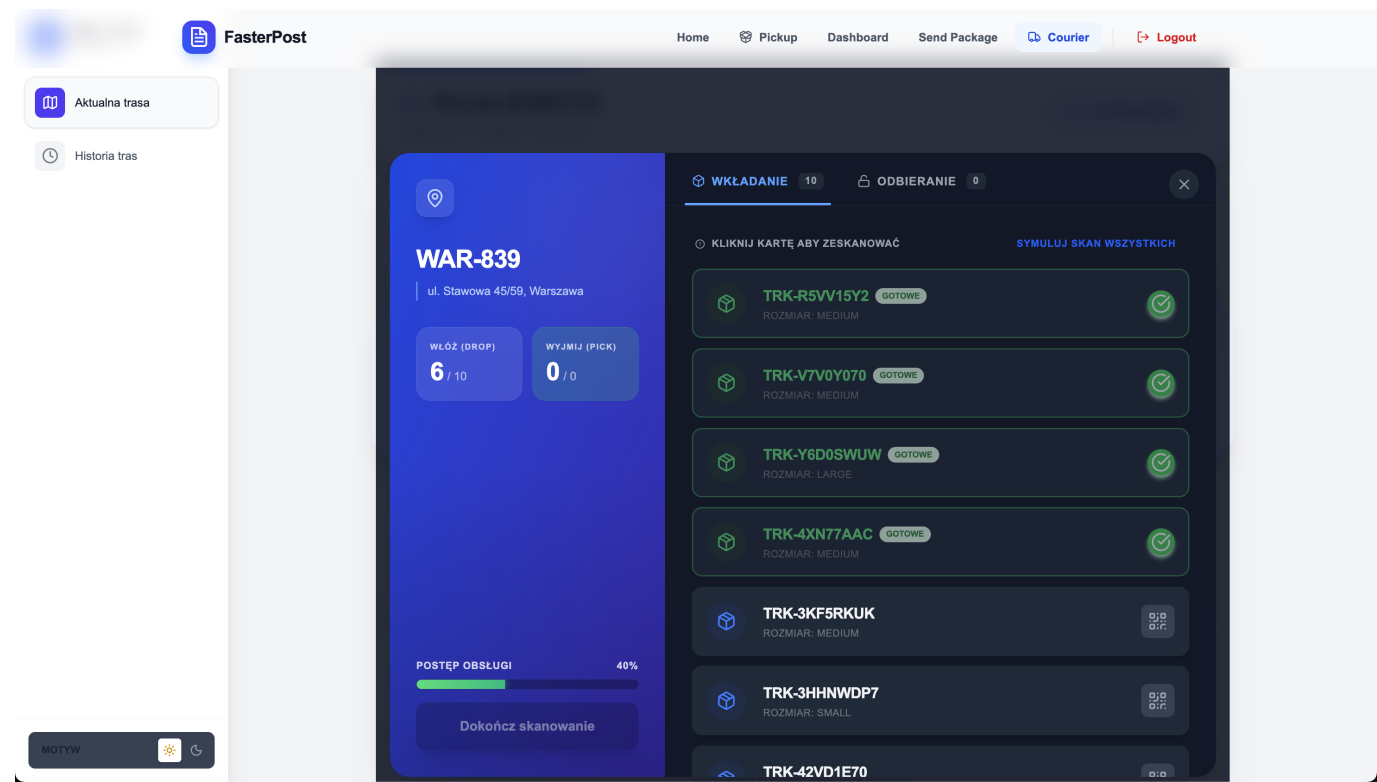 FasterPost
Home
Pickup
Dashboard
Send Package
Courier
Logout
Aktualna trasa
Historia tras
MOTYW
WAR-839
ul. Stawowa 45/59, Warszawa
WŁÓŻ (DROP)
6 / 10
WYJMIJ (PICK)
0 / 0
POSTĘP OBSŁUGI 40%
Dokończ skanowanie
WKŁADANIE 10
ODBIERANIE 0
KLIKNIJ KARTĘ ABY ZESKANOWAĆ
SYMULUJ SKAN WSZYSTKICH
TRK-R5VV15Y2 GOTOWE
ROZMIAR: MEDIUM
TRK-V7V0Y070 GOTOWE
ROZMIAR: MEDIUM
TRK-Y6D0SWUW GOTOWE
ROZMIAR: LARGE
TRK-4XN77AAC GOTOWE
ROZMIAR: MEDIUM
TRK-3KF5RKUK
ROZMIAR: MEDIUM
TRK-3HHNWDP7
ROZMIAR: SMALL
TRK-42VD1E70